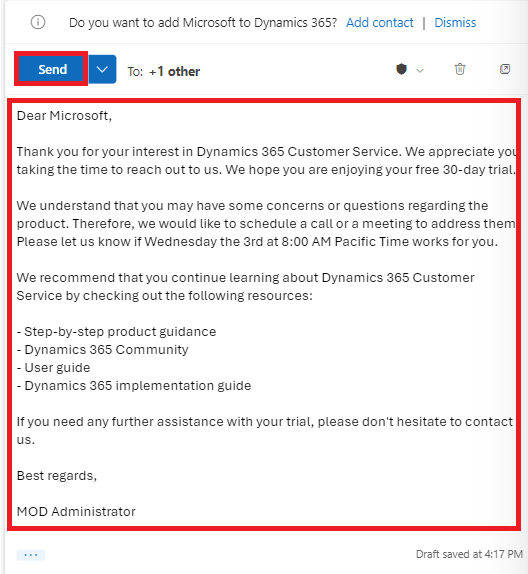 Do you want to add Microsoft to Dynamics 365? Add contact | Dismiss
Send To: +1 other
Dear Microsoft,
Thank you for your interest in Dynamics 365 Customer Service. We appreciate you
taking the time to reach out to us. We hope you are enjoying your free 30-day trial.
We understand that you may have some concerns or questions regarding the
product. Therefore, we would like to schedule a call or a meeting to address them
Please let us know if Wednesday the 3rd at 8:00 AM Pacific Time works for you.
We recommend that you continue learning about Dynamics 365 Customer
Service by checking out the following resources:
- Step-by-step product guidance
- Dynamics 365 Community
- User guide
- Dynamics 365 implementation guide
If you need any further assistance with your trial, please don't hesitate to contact
us.
Best regards,
MOD Administrator
... Draft saved at 4:17 PM